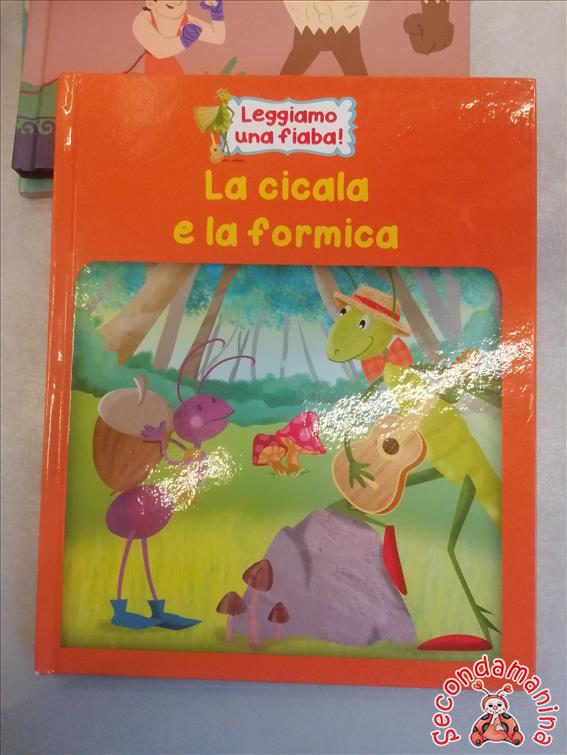 Leggiamo
una fiaba!
La cicala
e la formica
Secondamanina